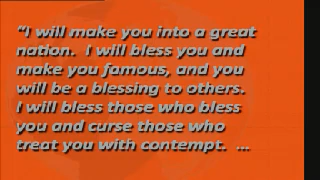 “I will make you into a great
nation.  I will bless you and
make you famous, and you
will be a blessing to others.
I will bless those who bless
you and curse those who
treat you with contempt.  ...